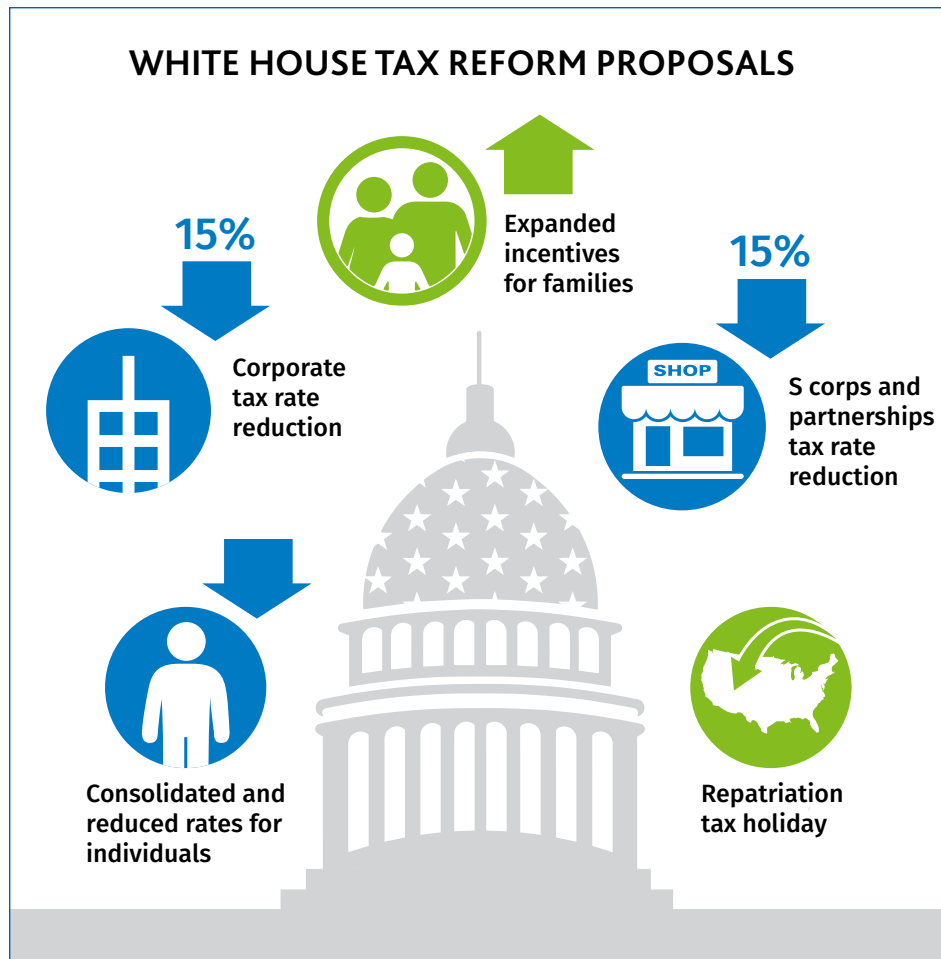 WHITE HOUSE TAX REFORM PROPOSALS
Expanded
incentives
for families
15%
Corporate
tax rate
reduction
15%
SHOP
S corps and
partnerships
tax rate
reduction
Consolidated and
reduced rates for
individuals
Repatriation
tax holiday